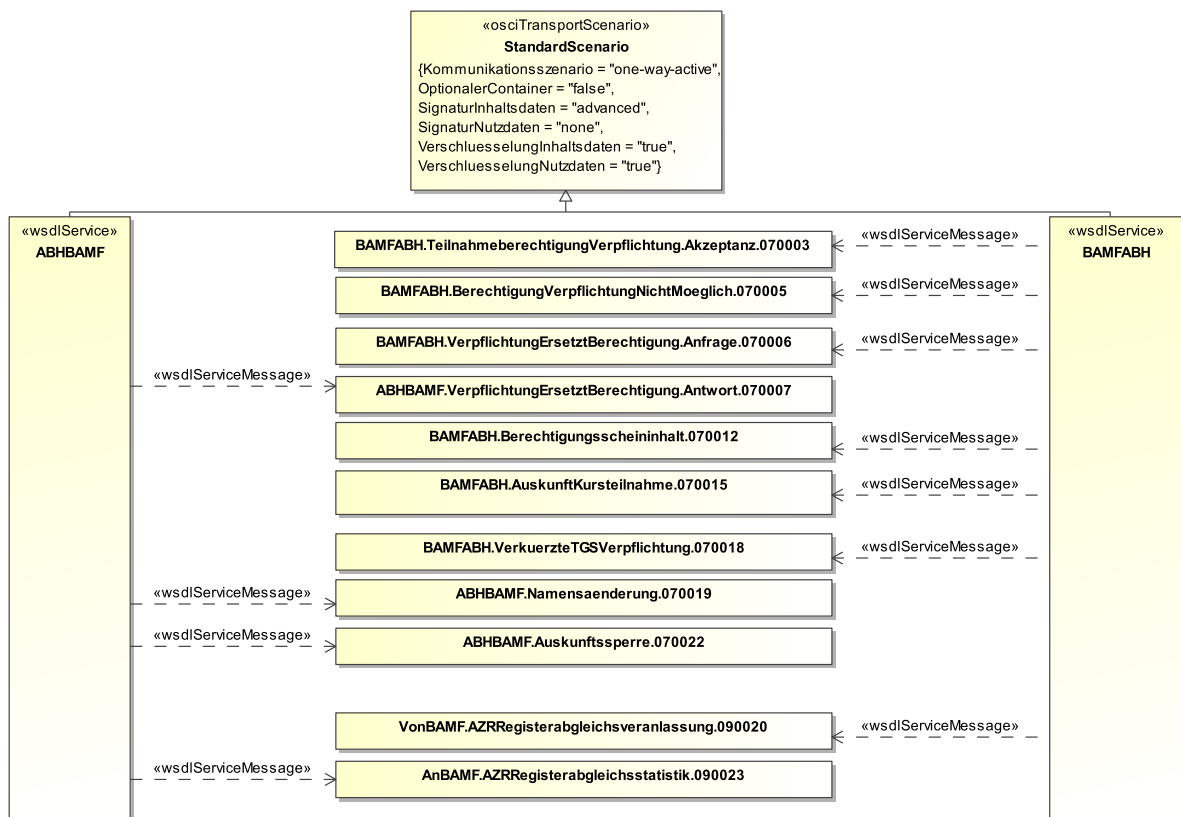 «osciTransportScenario»
StandardScenario
{Kommunikationsszenario = "one-way-active",
OptionalerContainer = "false",
SignaturInhaltsdaten = "advanced",
SignaturNutzdaten = "none",
VerschluesselungInhaltsdaten = "true",
VerschluesselungNutzdaten = "true"}
«wsdlService»
ABHBAMF
«wsdlService»
BAMFABH
BAMFABH.TeilnahmeberechtigungVerpflichtung.Akzeptanz.070003
«wsdlServiceMessage»
BAMFABH.BerechtigungVerpflichtungNichtMoeglich.070005
«wsdlServiceMessage»
BAMFABH.VerpflichtungErsetztBerechtigung.Anfrage.070006
«wsdlServiceMessage»
«wsdlServiceMessage»
ABHBAMF.VerpflichtungErsetztBerechtigung.Antwort.070007
BAMFABH.Berechtigungsscheininhalt.070012
«wsdlServiceMessage»
BAMFABH.AuskunftKursteilnahme.070015
«wsdlServiceMessage»
BAMFABH.VerkuerzteTGSVerpflichtung.070018
«wsdlServiceMessage»
«wsdlServiceMessage»
ABHBAMF.Namensaenderung.070019
«wsdlServiceMessage»
ABHBAMF.Auskunftssperre.070022
VonBAMF.AZRRegisterabgleichsveranlassung.090020
«wsdlServiceMessage»
«wsdlServiceMessage»
AnBAMF.AZRRegisterabgleichsstatistik.090023